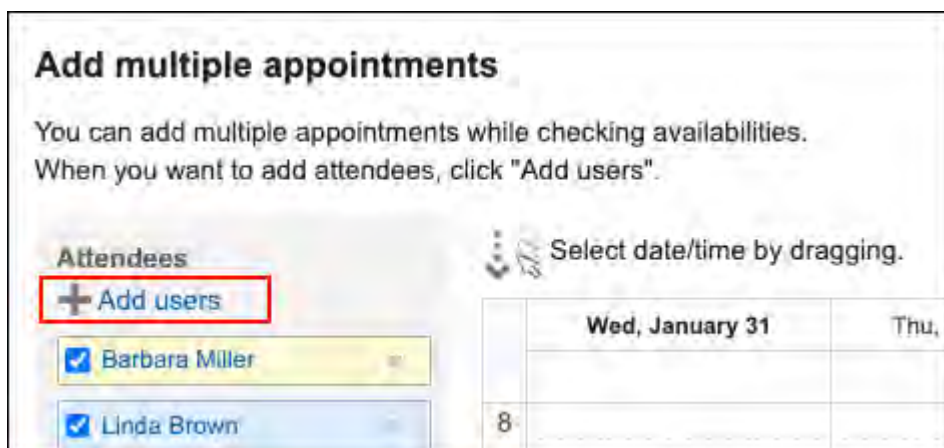 Add multiple appointments
You can add multiple appointments while checking availabilities.
When you want to add attendees, click "Add users".
Attendees
Add users
Barbara Miller
Linda Brown
Select date/time by dragging.
Wed, January 31
Thu,
8